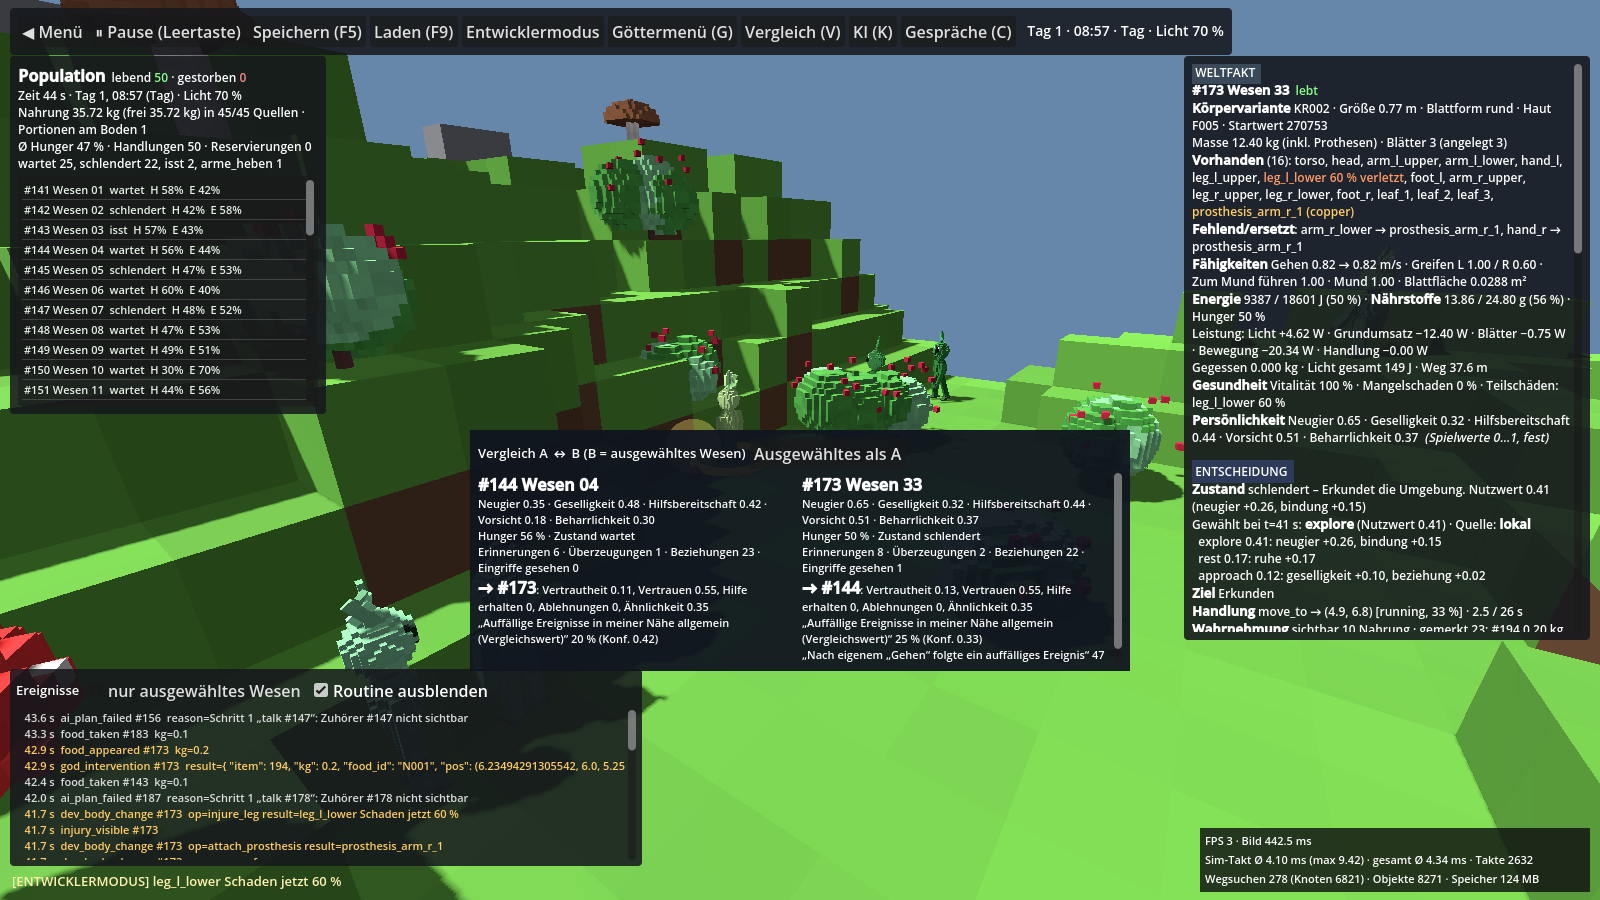 ◀ Menü ⏸ Pause (Leertaste) Speichern (F5) Laden (F9) Entwicklermodus Göttermenü (G) Vergleich (V) KI (K) Gespräche (C) Tag 1 · 08:57 · Tag · Licht 70 %
Population lebend 50 · gestorben 0
Zeit 44 s · Tag 1, 08:57 (Tag) · Licht 70 %
Nahrung 35.72 kg (frei 35.72 kg) in 45/45 Quellen ·
Portionen am Boden 1
Ø Hunger 47 % · Handlungen 50 · Reservierungen 0
wartet 25, schlendert 22, isst 2, arme_heben 1
#141 Wesen 01 wartet H 58% E 42%
#142 Wesen 02 schlendert H 42% E 58%
#143 Wesen 03 isst H 57% E 43%
#144 Wesen 04 wartet H 56% E 44%
#145 Wesen 05 schlendert H 47% E 53%
#146 Wesen 06 wartet H 60% E 40%
#147 Wesen 07 schlendert H 48% E 52%
#148 Wesen 08 wartet H 47% E 53%
#149 Wesen 09 wartet H 49% E 51%
#150 Wesen 10 wartet H 30% E 70%
#151 Wesen 11 wartet H 44% E 56%
WELTFAKT
#173 Wesen 33 lebt
Körpervariante KR002 · Größe 0.77 m · Blattform rund · Haut
F005 · Startwert 270753
Masse 12.40 kg (inkl. Prothesen) · Blätter 3 (angelegt 3)
Vorhanden (16): torso, head, arm_l_upper, arm_l_lower, hand_l,
leg_l_upper, leg_l_lower 60 % verletzt, foot_l, arm_r_upper,
leg_r_upper, leg_r_lower, foot_r, leaf_1, leaf_2, leaf_3,
prosthesis_arm_r_1 (copper)
Fehlend/ersetzt: arm_r_lower → prosthesis_arm_r_1, hand_r →
prosthesis_arm_r_1
Fähigkeiten Gehen 0.82 → 0.82 m/s · Greifen L 1.00 / R 0.60 ·
Zum Mund führen 1.00 · Mund 1.00 · Blattfläche 0.0288 m²
Energie 9387 / 18601 J (50 %) · Nährstoffe 13.86 / 24.80 g (56 %) ·
Hunger 50 %
Leistung: Licht +4.62 W · Grundumsatz −12.40 W · Blätter −0.75 W
· Bewegung −20.34 W · Handlung −0.00 W
Gegessen 0.000 kg · Licht gesamt 149 J · Weg 37.6 m
Gesundheit Vitalität 100 % · Mangelschaden 0 % · Teilschäden:
leg_l_lower 60 %
Persönlichkeit Neugier 0.65 · Geselligkeit 0.32 · Hilfsbereitschaft
0.44 · Vorsicht 0.51 · Beharrlichkeit 0.37 (Spielwerte 0…1, fest)
ENTSCHEIDUNG
Zustand schlendert – Erkundet die Umgebung. Nutzwert 0.41
(neugier +0.26, bindung +0.15)
Gewählt bei t=41 s: explore (Nutzwert 0.41) · Quelle: lokal
explore 0.41: neugier +0.26, bindung +0.15
rest 0.17: ruhe +0.17
approach 0.12: geselligkeit +0.10, beziehung +0.02
Ziel Erkunden
Handlung move_to → (4.9, 6.8) [running, 33 %] · 2.5 / 26 s
Wahrnehmung sichtbar 10 Nahrung · gemerkt 23: #194 0.20 kg
Vergleich A ↔ B (B = ausgewähltes Wesen) Ausgewähltes als A
#144 Wesen 04
Neugier 0.35 · Geselligkeit 0.48 · Hilfsbereitschaft 0.42 ·
Vorsicht 0.18 · Beharrlichkeit 0.30
Hunger 56 % · Zustand wartet
Erinnerungen 6 · Überzeugungen 1 · Beziehungen 23 ·
Eingriffe gesehen 0
→ #173: Vertrautheit 0.11, Vertrauen 0.55, Hilfe
erhalten 0, Ablehnungen 0, Ähnlichkeit 0.35
„Auffällige Ereignisse in meiner Nähe allgemein
(Vergleichswert)“ 20 % (Konf. 0.42)
#173 Wesen 33
Neugier 0.65 · Geselligkeit 0.32 · Hilfsbereitschaft 0.44 ·
Vorsicht 0.51 · Beharrlichkeit 0.37
Hunger 50 % · Zustand schlendert
Erinnerungen 8 · Überzeugungen 2 · Beziehungen 22 ·
Eingriffe gesehen 1
→ #144: Vertrautheit 0.13, Vertrauen 0.55, Hilfe
erhalten 0, Ablehnungen 0, Ähnlichkeit 0.35
„Auffällige Ereignisse in meiner Nähe allgemein
(Vergleichswert)“ 25 % (Konf. 0.33)
„Nach eigenem „Gehen“ folgte ein auffälliges Ereignis“ 47
Ereignisse nur ausgewähltes Wesen Routine ausblenden
43.6 s ai_plan_failed #156 reason=Schritt 1 „talk #147“: Zuhörer #147 nicht sichtbar
43.3 s food_taken #183 kg=0.1
42.9 s food_appeared #173 kg=0.2
42.9 s god_intervention #173 result={ "item": 194, "kg": 0.2, "food_id": "N001", "pos": (6.23494291305542, 6.0, 5.25
42.4 s food_taken #143 kg=0.1
42.0 s ai_plan_failed #187 reason=Schritt 1 „talk #178“: Zuhörer #178 nicht sichtbar
41.7 s dev_body_change #173 op=injure_leg result=leg_l_lower Schaden jetzt 60 %
41.7 s injury_visible #173
41.7 s dev_body_change #173 op=attach_prosthesis result=prosthesis_arm_r_1
[ENTWICKLERMODUS] leg_l_lower Schaden jetzt 60 %
FPS 3 · Bild 442.5 ms
Sim-Takt Ø 4.10 ms (max 9.42) · gesamt Ø 4.34 ms · Takte 2632
Wegsuchen 278 (Knoten 6821) · Objekte 8271 · Speicher 124 MB